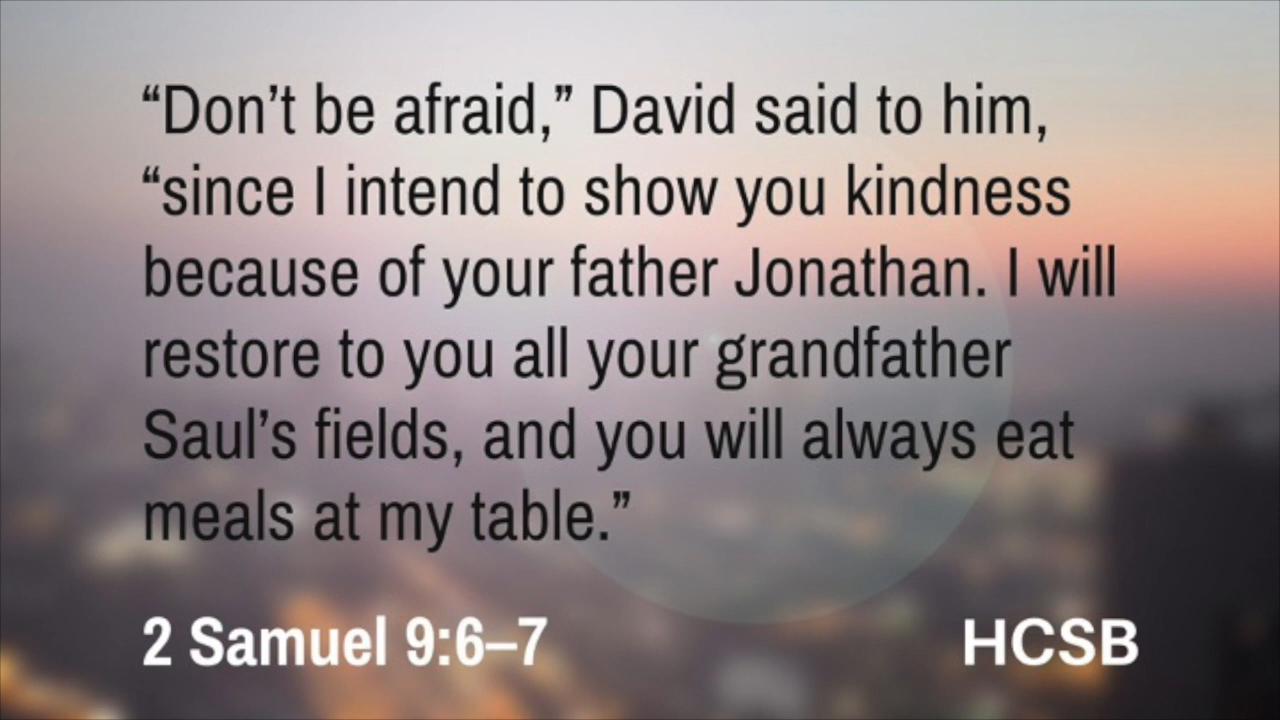 “Don’t be afraid,” David said to him,
“since I intend to show you kindness
because of your father Jonathan. I will
restore to you all your grandfather
Saul’s fields, and you will always eat
meals at my table.”
2 Samuel 9:6–7 HCSB